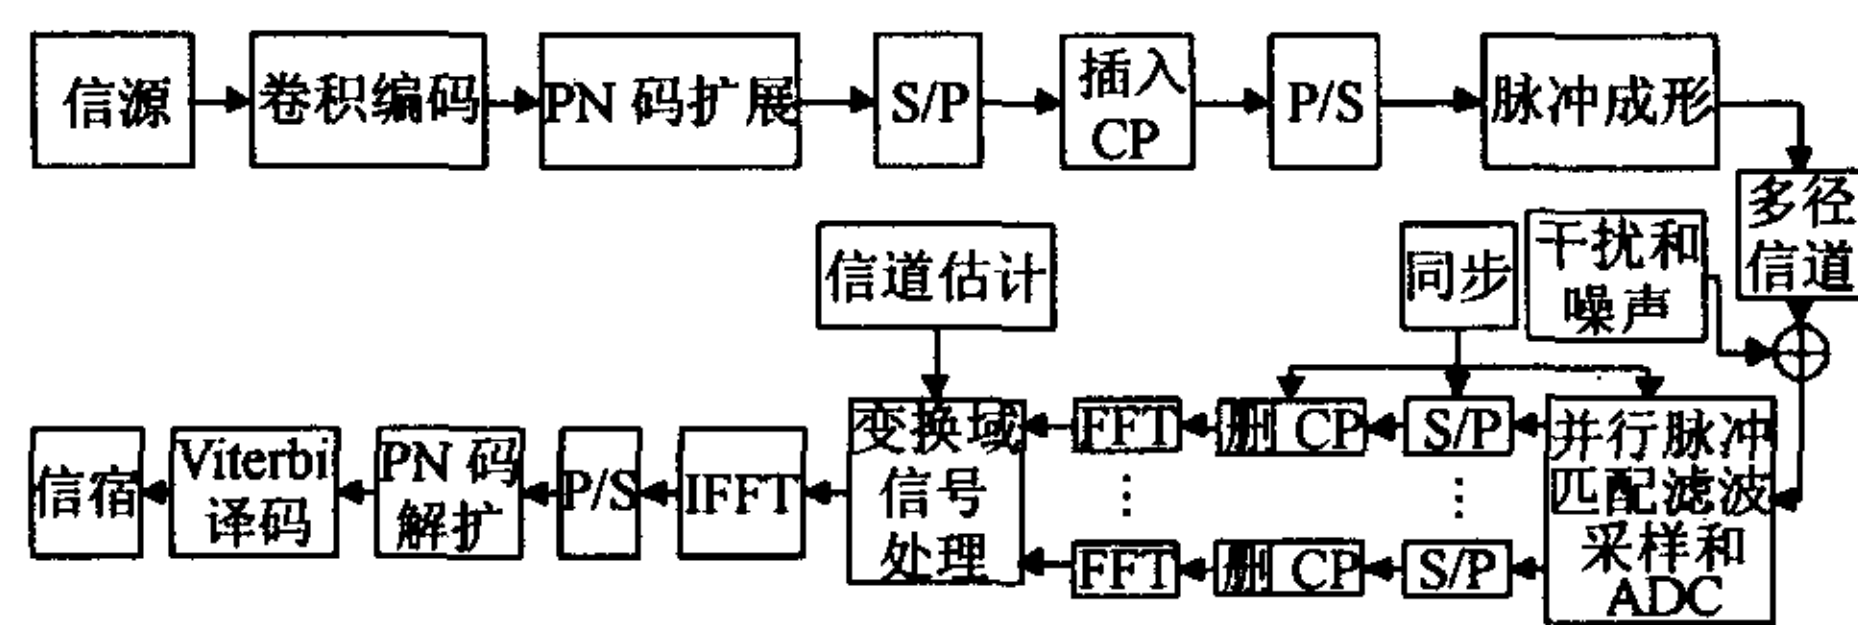 信源
卷积编码
PN 码扩展
S/P
插入
CP
P/S
脉冲成形
多径
信道
信道估计
同步
干扰和
噪声
信宿
Viterbi
译码
PN 码
解扩
P/S
IFFT
变换域
信号
处理
FFT
删 CP
S/P
并行脉冲
匹配滤波
采样和
ADC
⋮
⋮
FFT
删 CP
S/P